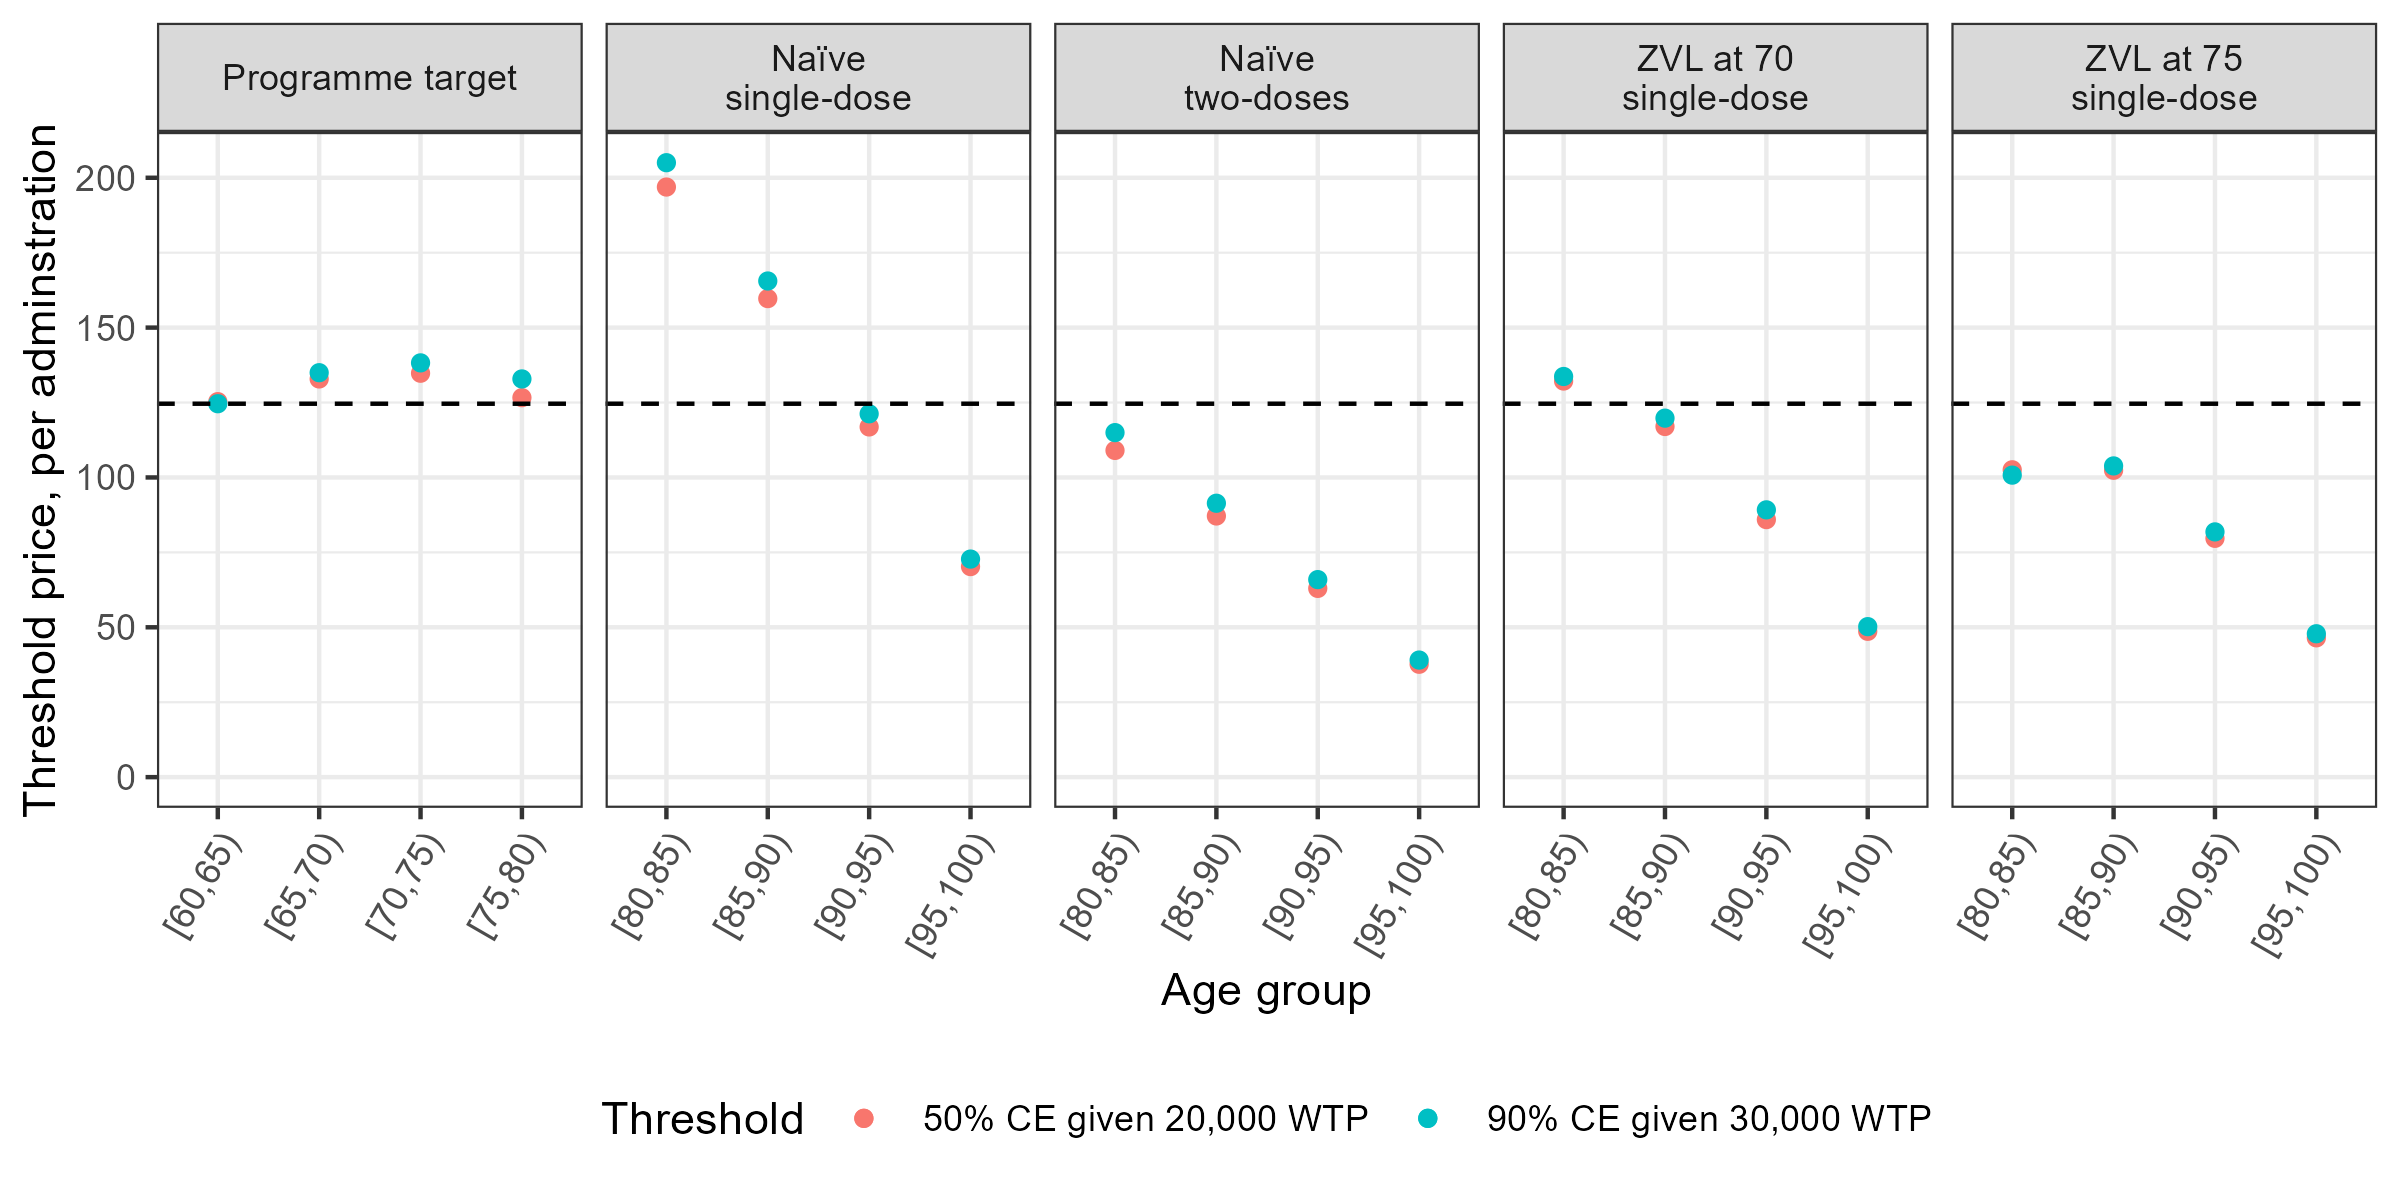 Programme target
Naïve
single-dose
Naïve
two-doses
ZVL at 70
single-dose
ZVL at 75
single-dose
Threshold price, per adminstration
200
150
100
50
0
[60,65)
[65,70)
[70,75)
[75,80)
[80,85)
[85,90)
[90,95)
[95,100)
[80,85)
[85,90)
[90,95)
[95,100)
[80,85)
[85,90)
[90,95)
[95,100)
[80,85)
[85,90)
[90,95)
[95,100)
Age group
Threshold
50% CE given 20,000 WTP
90% CE given 30,000 WTP